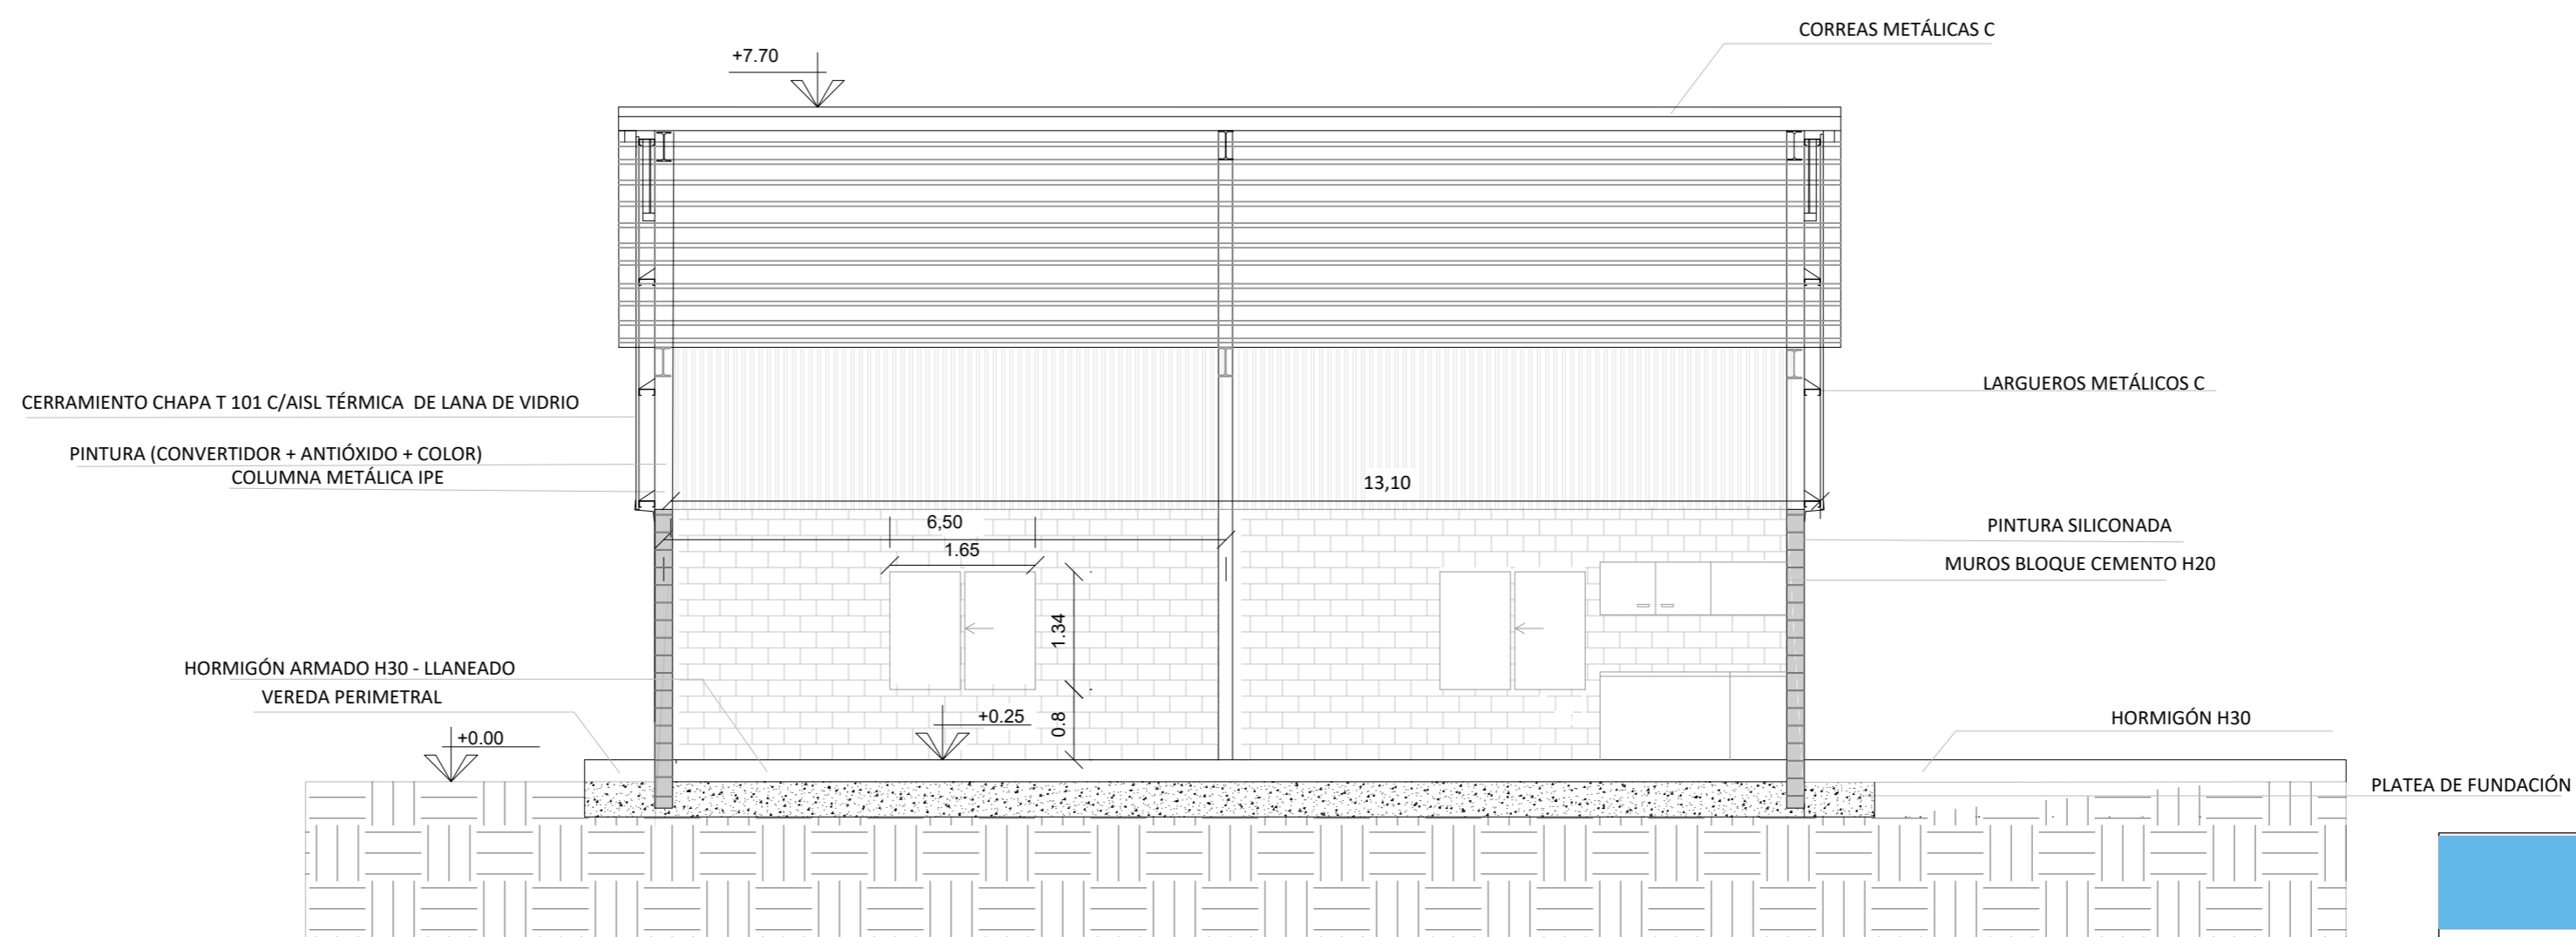 CORREAS METÁLICAS C
+7.70
LARGUEROS METÁLICOS C
CERRAMIENTO CHAPA T 101 C/AISL TÉRMICA  DE LANA DE VIDRIO
PINTURA (CONVERTIDOR + ANTIÓXIDO + COLOR)
COLUMNA METÁLICA IPE
13,10
6,50
1.65
PINTURA SILICONADA
MUROS BLOQUE CEMENTO H20
1.34
HORMIGÓN ARMADO H30 - LLANEADO
VEREDA PERIMETRAL
+0.25
0.8
HORMIGÓN H30
+0.00
PLATEA DE FUNDACIÓN